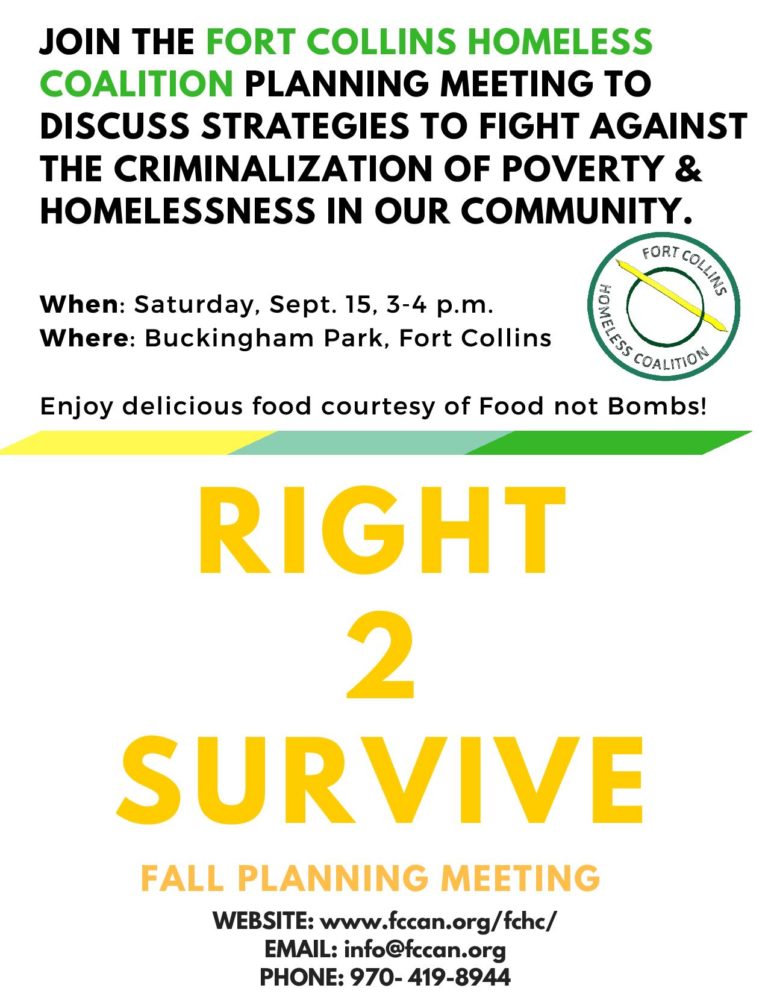 JOIN THE FORT COLLINS HOMELESS
COALITION PLANNING MEETING TO
DISCUSS STRATEGIES TO FIGHT AGAINST
THE CRIMINALIZATION OF POVERTY &
HOMELESSNESS IN OUR COMMUNITY.
FORT COLLINS
HOMELESS COALITION
When: Saturday, Sept. 15, 3-4 p.m.
Where: Buckingham Park, Fort Collins
Enjoy delicious food courtesy of Food not Bombs!
RIGHT
2
SURVIVE
FALL PLANNING MEETING
WEBSITE: www.fccan.org/fchc/
EMAIL: info@fccan.org
PHONE: 970- 419-8944